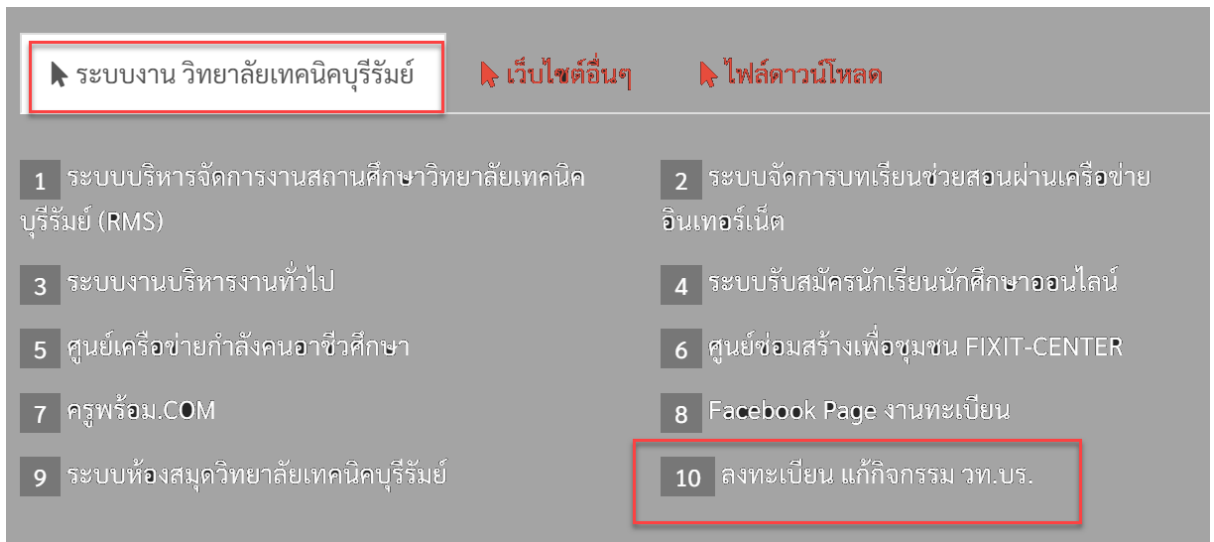 ระบบงาน วิทยาลัยเทคนิคบุรีรัมย์ เว็บไซต์อื่นๆ ไฟล์ดาวน์โหลด
1 ระบบบริหารจัดการงานสถานศึกษาวิทยาลัยเทคนิค
บุรีรัมย์ (RMS)
2 ระบบจัดการบทเรียนช่วยสอนผ่านเครือข่าย
อินเทอร์เน็ต
3 ระบบงานบริหารงานทั่วไป
4 ระบบรับสมัครนักเรียนนักศึกษาออนไลน์
5 ศูนย์เครือข่ายกำลังคนอาชีวศึกษา
6 ศูนย์ซ่อมสร้างเพื่อชุมชน FIXIT-CENTER
7 ครูพร้อม.COM
8 Facebook Page งานทะเบียน
9 ระบบห้องสมุดวิทยาลัยเทคนิคบุรีรัมย์
10 ลงทะเบียน แก้กิจกรรม วท.บร.